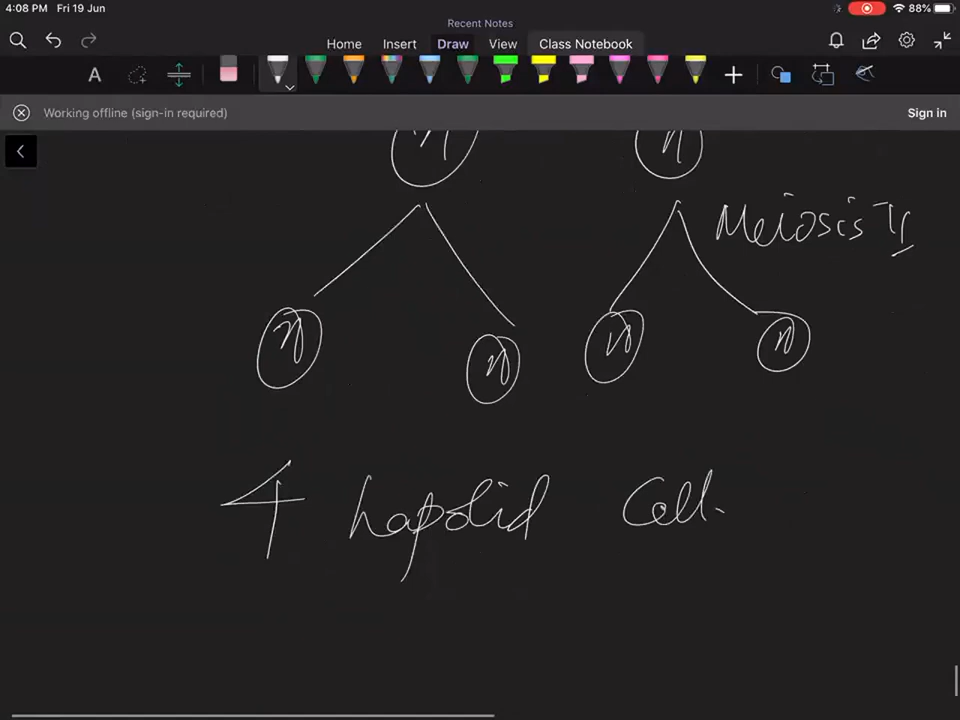 4:08 PM Fri 19 Jun
88%
Recent Notes
Home Insert Draw View Class Notebook
A
Working offline (sign-in required)
Sign in
n n
Meiosis II
n n n n
4 hapolid Cell.